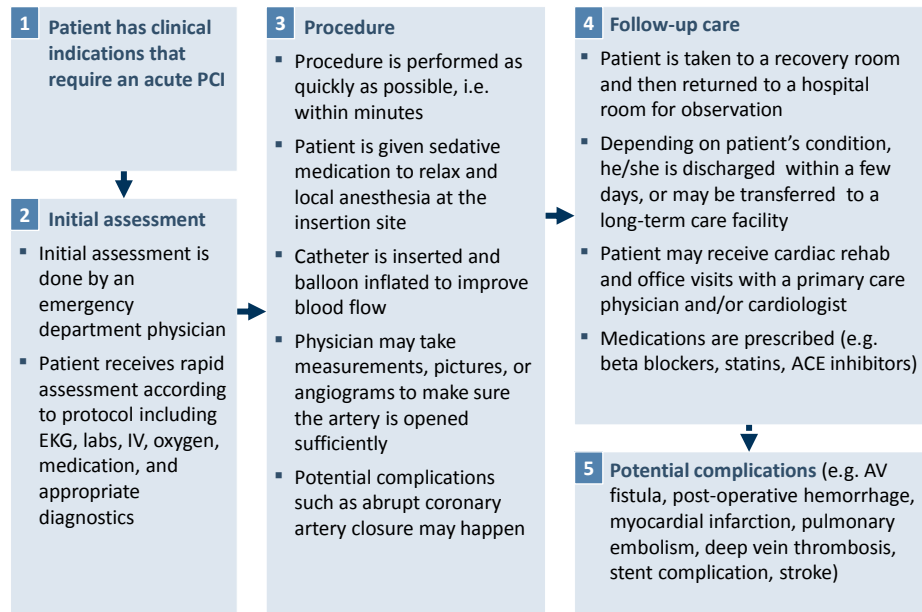 1
Patient has clinical
indications that
require an acute PCI
2
Initial assessment
▪ Initial assessment is
done by an
emergency
department physician
▪ Patient receives rapid
assessment according
to protocol including
EKG, labs, IV, oxygen,
medication, and
appropriate
diagnostics
3
Procedure
▪ Procedure is performed as
quickly as possible, i.e.
within minutes
▪ Patient is given sedative
medication to relax and
local anesthesia at the
insertion site
▪ Catheter is inserted and
balloon inflated to improve
blood flow
▪ Physician may take
measurements, pictures, or
angiograms to make sure
the artery is opened
sufficiently
▪ Potential complications
such as abrupt coronary
artery closure may happen
4
Follow-up care
▪ Patient is taken to a recovery room
and then returned to a hospital
room for observation
▪ Depending on patient’s condition,
he/she is discharged within a few
days, or may be transferred to a
long-term care facility
▪ Patient may receive cardiac rehab
and office visits with a primary care
physician and/or cardiologist
▪ Medications are prescribed (e.g.
beta blockers, statins, ACE inhibitors)
5
Potential complications (e.g. AV
fistula, post-operative hemorrhage,
myocardial infarction, pulmonary
embolism, deep vein thrombosis,
stent complication, stroke)